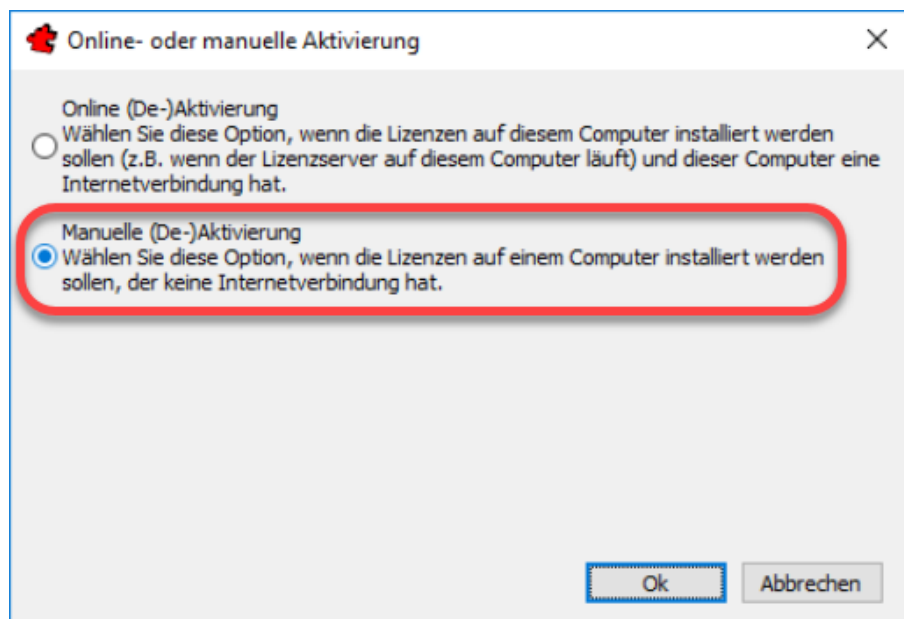 Online- oder manuelle Aktivierung
Online (De-)Aktivierung
Wählen Sie diese Option, wenn die Lizenzen auf diesem Computer installiert werden
sollen (z.B. wenn der Lizenzserver auf diesem Computer läuft) und dieser Computer eine
Internetverbindung hat.
Manuelle (De-)Aktivierung
Wählen Sie diese Option, wenn die Lizenzen auf einem Computer installiert werden
sollen, der keine Internetverbindung hat.
Ok
Abbrechen